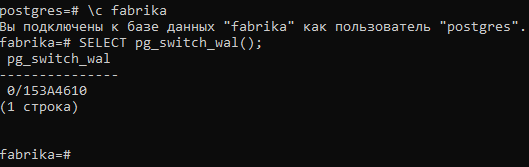 postgres=# \c fabrika
Вы подключены к базе данных "fabrika" как пользователь "postgres".
fabrika=# SELECT pg_switch_wal();
 pg_switch_wal
---------------
 0/153A4610
(1 строка)


fabrika=#